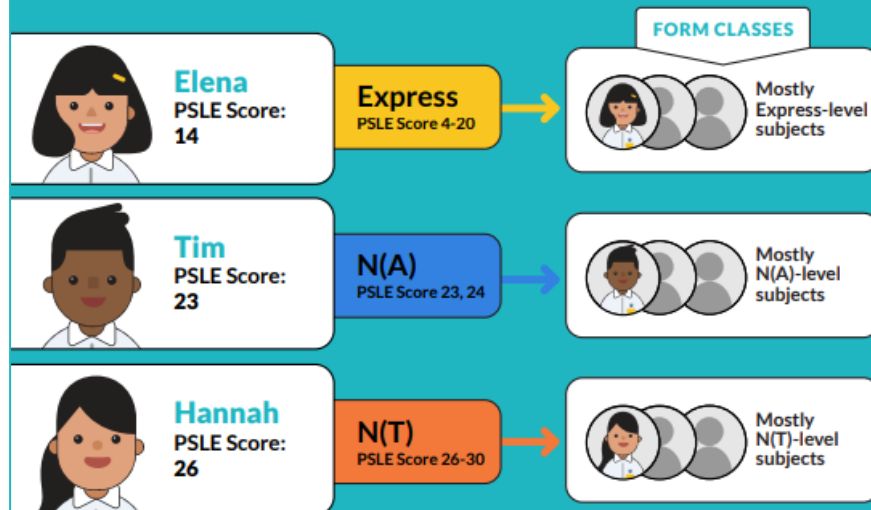 FORM CLASSES
Elena
PSLE Score:
14
Express
PSLE Score 4-20
Mostly
Express-level
subjects
Tim
PSLE Score:
23
N(A)
PSLE Score 23, 24
Mostly
N(A)-level
subjects
Hannah
PSLE Score:
26
N(T)
PSLE Score 26-30
Mostly
N(T)-level
subjects